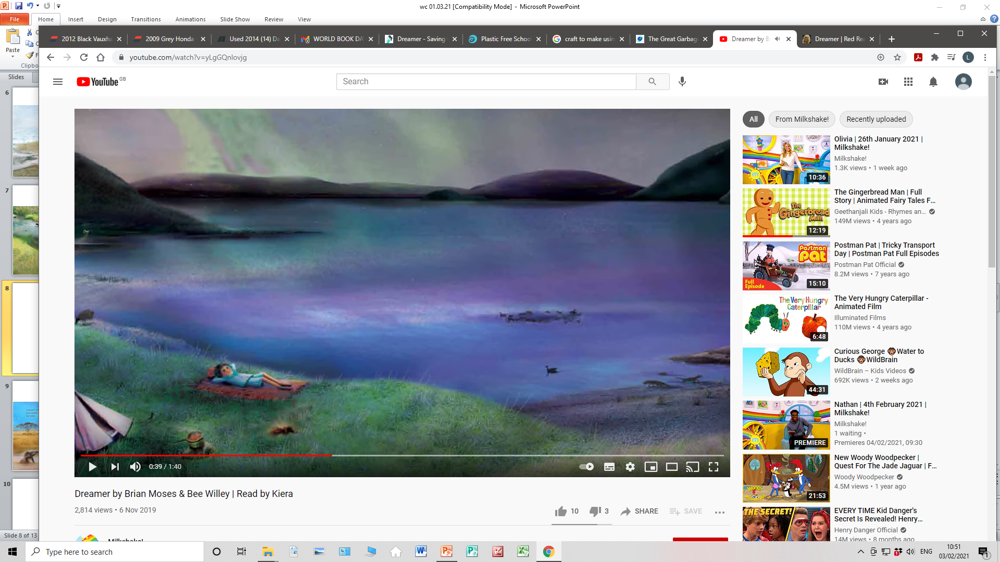 wc 01.03.21 [Compatibility Mode] - Microsoft PowerPoint
File Home Insert Design Transitions Animations Slide Show Review View
2012 Black Vauxha
2009 Grey Honda
Used 2014 (14) Da
WORLD BOOK DA
Dreamer - Saving
Plastic Free Schoo
craft to make usin
The Great Garbag
Dreamer by B
Dreamer | Red Rea
Paste
Clipbo
youtube.com/watch?v=yLgGQnIovjg
L
Slides
6
7
8
9
10
YouTube GB
Search
All
From Milkshake!
Recently uploaded
Olivia | 26th January 2021 |
Milkshake!
Milkshake!
1.3K views • 1 week ago
10:36
The Gingerbread Man | Full
Story | Animated Fairy Tales F...
Geethanjali Kids - Rhymes an...
149M views • 4 years ago
The
Gingerbread
Man
12:19
Postman Pat | Tricky Transport
Day | Postman Pat Full Episodes
Postman Pat Official
8.2M views • 7 years ago
Postman
Pat
Full
Episode
15:10
The Very Hungry Caterpillar -
Animated Film
Illuminated Films
110M views • 4 years ago
The Very Hungry
Caterpillar
6:48
Curious George 🐵Water to
Ducks 🐵WildBrain
WildBrain – Kids Videos
692K views • 2 weeks ago
44:31
Nathan | 4th February 2021 |
Milkshake!
Milkshake!
1 waiting •
Premieres 04/02/2021, 09:30
PREMIERE
New Woody Woodpecker |
Quest For The Jade Jaguar | F...
Woody Woodpecker
4.5M views • 1 year ago
21:53
EVERY TIME Kid Danger's
Secret Is Revealed! Henry...
Henry Danger Official
14M views • 8 months ago
THE SECRET!
0:39 / 1:40
Dreamer by Brian Moses & Bee Willey | Read by Kiera
2,814 views • 6 Nov 2019
10
3
SHARE
SAVE
Milkshake!
Slide 8 of 13
Type here to search
ENG
10:51
03/02/2021
1